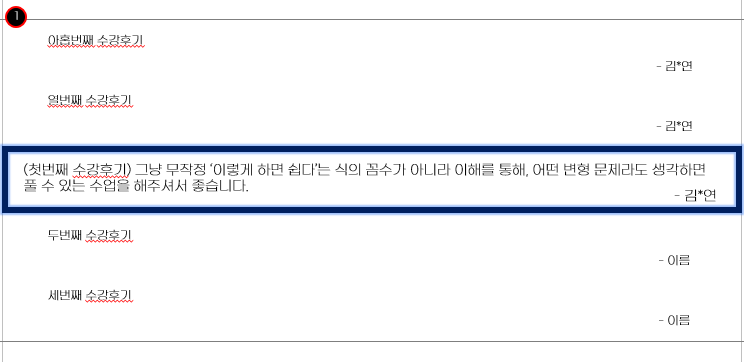 1
아홉번째 수강후기
- 김*연
열번째 수강후기
- 김*연
(첫번째 수강후기) 그냥 무작정 '이렇게 하면 쉽다'는 식의 꼼수가 아니라 이해를 통해, 어떤 변형 문제라도 생각하면
풀 수 있는 수업을 해주셔서 좋습니다.
- 김*연
두번째 수강후기
- 이름
세번째 수강후기
- 이름